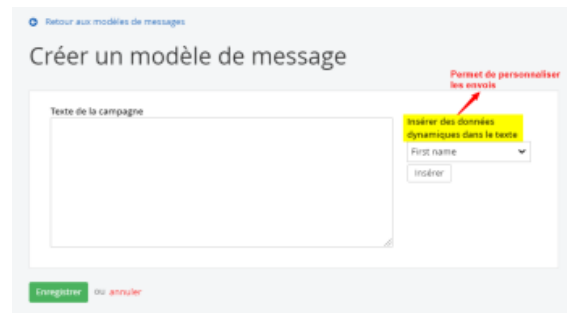 Retour aux modèles de messages
Créer un modèle de message
Permet de personnaliser
les envois
Texte de la campagne
Insérer des données
dynamiques dans le texte
First name
Insérer
Enregistrer ou annuler